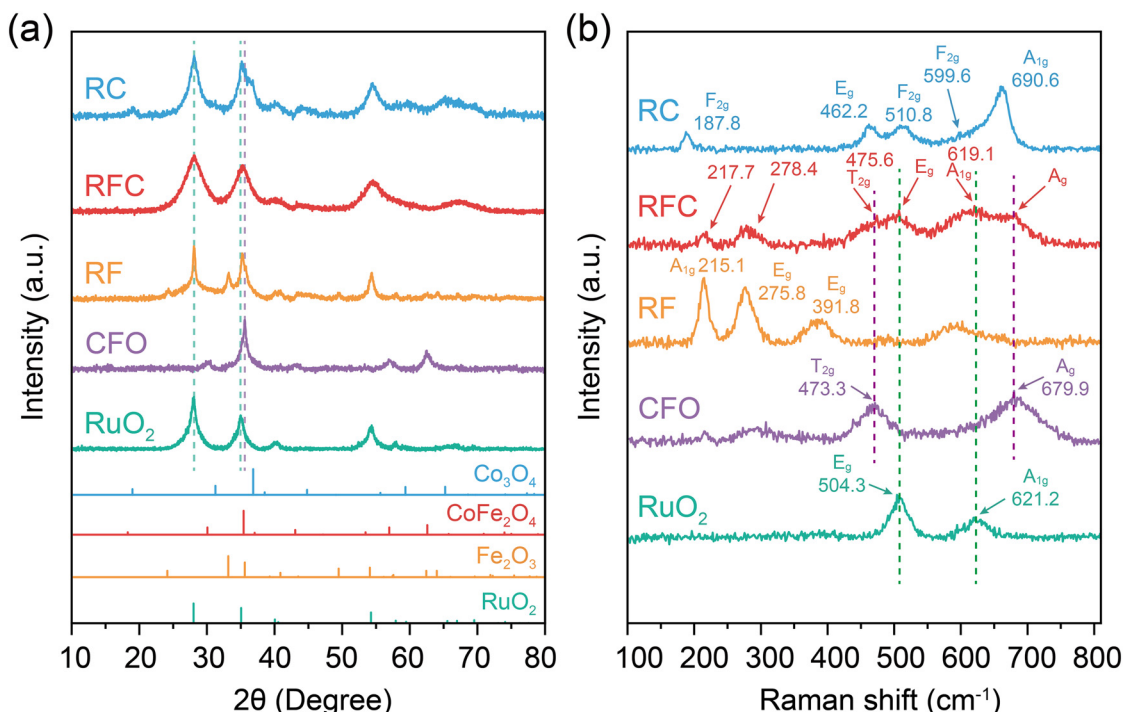 (a)
Intensity (a.u.)
RC
RFC
RF
CFO
RuO₂
Co₃O₄
CoFe₂O₄
Fe₂O₃
RuO₂
10 20 30 40 50 60 70 80
2θ (Degree)
(b)
Intensity (a.u.)
RC
F₂g
187.8
Eg
462.2
F₂g
510.8
F₂g
599.6
A₁g
690.6
RFC
217.7
278.4
475.6
T₂g
Eg
619.1
A₁g
Ag
RF
A₁g 215.1
Eg
275.8
Eg
391.8
CFO
T₂g
473.3
Ag
679.9
RuO₂
Eg
504.3
A₁g
621.2
100 200 300 400 500 600 700 800
Raman shift (cm⁻¹)